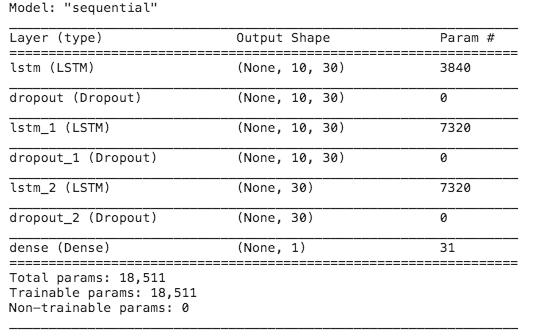 Model: "sequential"
Layer (type) Output Shape Param #
lstm (LSTM) (None, 10, 30) 3840
dropout (Dropout) (None, 10, 30) 0
lstm_1 (LSTM) (None, 10, 30) 7320
dropout_1 (Dropout) (None, 10, 30) 0
lstm_2 (LSTM) (None, 30) 7320
dropout_2 (Dropout) (None, 30) 0
dense (Dense) (None, 1) 31
Total params: 18,511
Trainable params: 18,511
Non-trainable params: 0